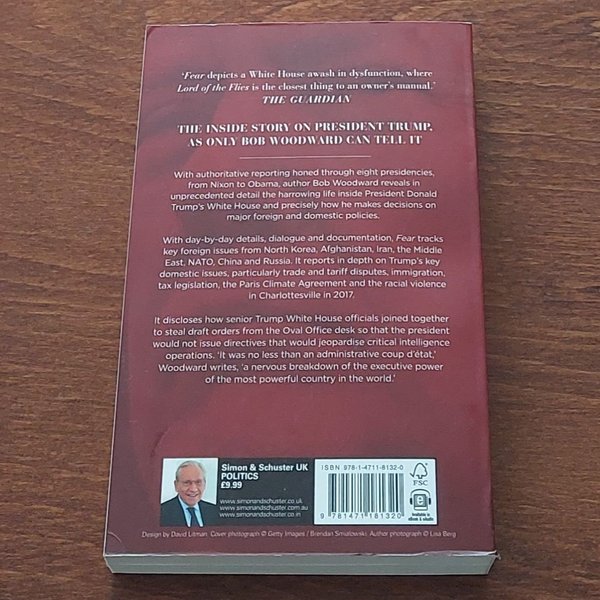 ‘Fear depicts a White House awash in dysfunction, where
Lord of the Flies is the closest thing to an owner’s manual.’
THE GUARDIAN
THE INSIDE STORY ON PRESIDENT TRUMP,
AS ONLY BOB WOODWARD CAN TELL IT
With authoritative reporting honed through eight presidencies,
from Nixon to Obama, author Bob Woodward reveals in
unprecedented detail the harrowing life inside President Donald
Trump’s White House and precisely how he makes decisions on
major foreign and domestic policies.
With day-by-day details, dialogue and documentation, Fear tracks
key foreign issues from North Korea, Afghanistan, Iran, the Middle
East, NATO, China and Russia. It reports in depth on Trump’s key
domestic issues, particularly trade and tariff disputes, immigration,
tax legislation, the Paris Climate Agreement and the racial violence
in Charlottesville in 2017.
It discloses how senior Trump White House officials joined together
to steal draft orders from the Oval Office desk so that the president
would not issue directives that would jeopardise critical intelligence
operations. ‘It was no less than an administrative coup d’état,’
Woodward writes, ‘a nervous breakdown of the executive power
of the most powerful country in the world.’
Simon & Schuster UK
POLITICS
£9.99
www.simonandschuster.co.uk
www.simonandschuster.com.au
www.simonandschuster.co.in
ISBN 978-1-4711-8132-0
9 781471 181320
FSC
Available in
eBook & eAudio
Design by David Litman. Cover photograph © Getty Images / Brendan Smialowski. Author photograph © Lisa Berg